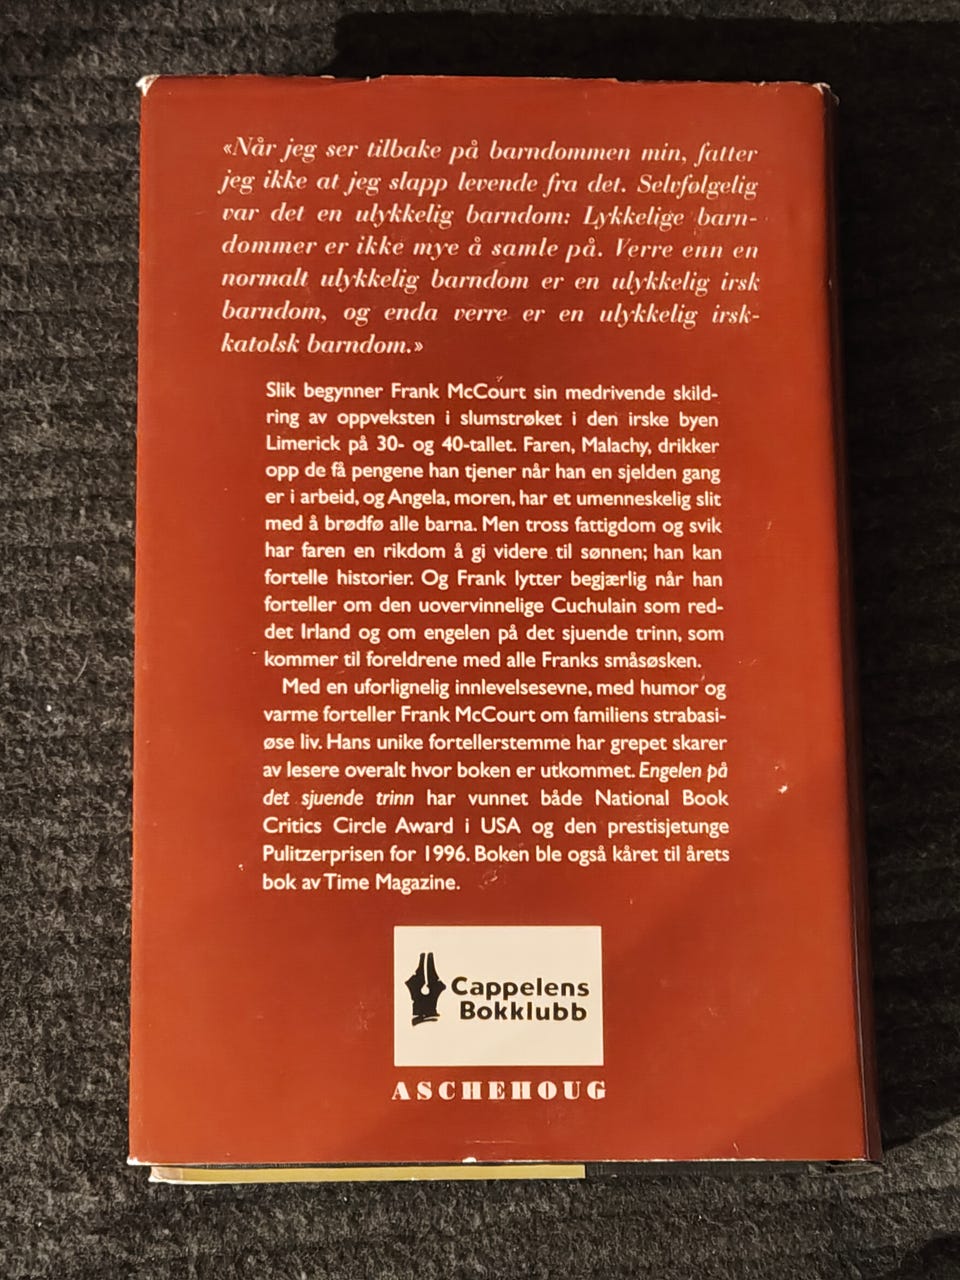 «Når jeg ser tilbake på barndommen min, fatter
jeg ikke at jeg slapp levende fra det. Selvfølgelig
var det en ulykkelig barndom: Lykkelige barn-
dommer er ikke mye å samle på. Verre enn en
normalt ulykkelig barndom er en ulykkelig irsk
barndom, og enda verre er en ulykkelig irsk-
katolsk barndom.»
Slik begynner Frank McCourt sin medrivende skild-
ring av oppveksten i slumstrøket i den irske byen
Limerick på 30- og 40-tallet. Faren, Malachy, drikker
opp de få pengene han tjener når han en sjelden gang
er i arbeid, og Angela, moren, har et umenneskelig slit
med å brødfø alle barna. Men tross fattigdom og svik
har faren en rikdom å gi videre til sønnen; han kan
fortelle historier. Og Frank lytter begjærlig når han
forteller om den uovervinnelige Cuchulain som red-
det Irland og om engelen på det sjuende trinn, som
kommer til foreldrene med alle Franks småsøsken.
Med en uforlignelig innlevelsesevne, med humor og
varme forteller Frank McCourt om familiens strabasi-
øse liv. Hans unike fortellerstemme har grepet skarer
av lesere overalt hvor boken er utkommet. Engelen på
det sjuende trinn har vunnet både National Book
Critics Circle Award i USA og den prestisjetunge
Pulitzerprisen for 1996. Boken ble også kåret til årets
bok av Time Magazine.
Cappelens
Bokklubb
ASCHEHOUG